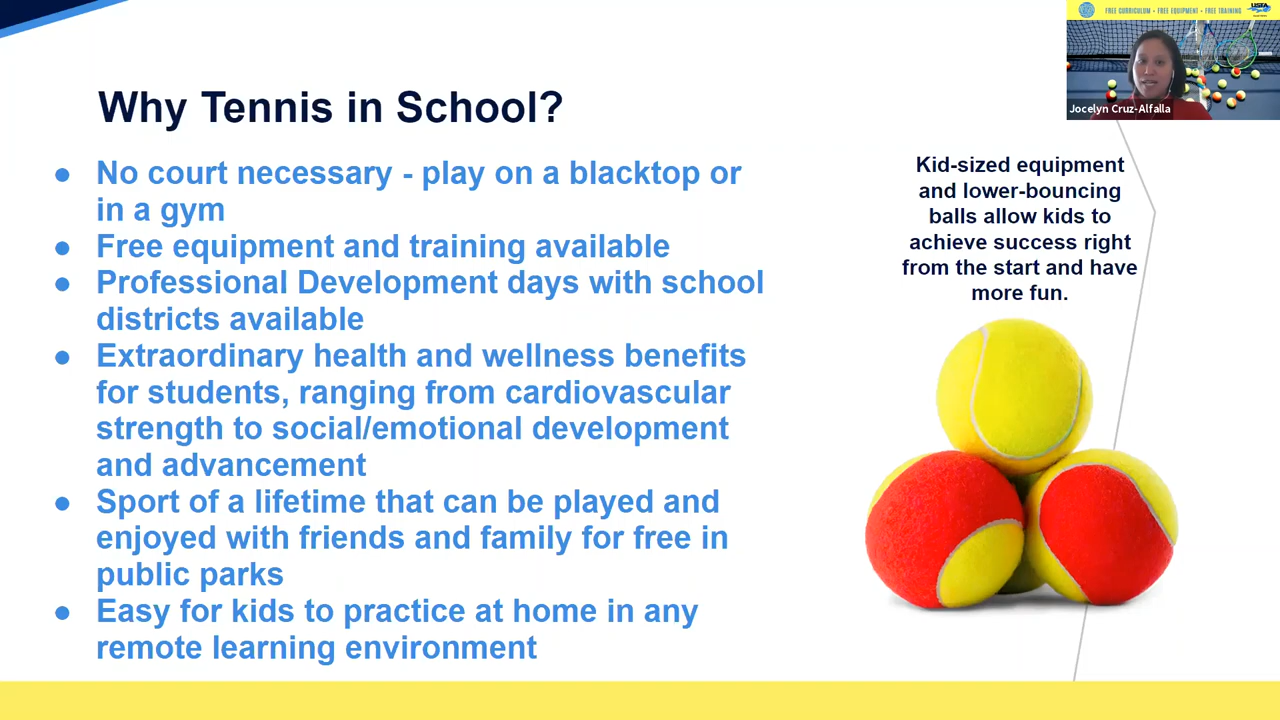 FREE CURRICULUM • FREE EQUIPMENT • FREE TRAINING
USTA
Jocelyn Cruz-Alfalla
Why Tennis in School?
● No court necessary - play on a blacktop or
in a gym
● Free equipment and training available
● Professional Development days with school
districts available
● Extraordinary health and wellness benefits
for students, ranging from cardiovascular
strength to social/emotional development
and advancement
● Sport of a lifetime that can be played and
enjoyed with friends and family for free in
public parks
● Easy for kids to practice at home in any
remote learning environment
Kid-sized equipment
and lower-bouncing
balls allow kids to
achieve success right
from the start and have
more fun.